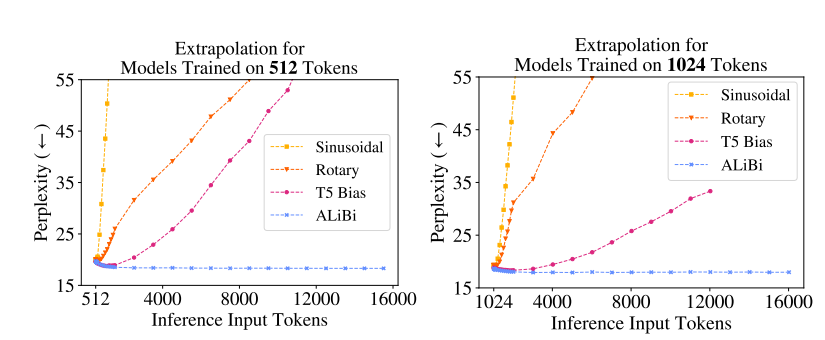 Extrapolation for
Models Trained on 512 Tokens
Perplexity (←)
55
45
35
25
15
Sinusoidal
Rotary
T5 Bias
ALiBi
512 4000 8000 12000 16000
Inference Input Tokens
Extrapolation for
Models Trained on 1024 Tokens
Perplexity (←)
55
45
35
25
15
Sinusoidal
Rotary
T5 Bias
ALiBi
1024 4000 8000 12000 16000
Inference Input Tokens